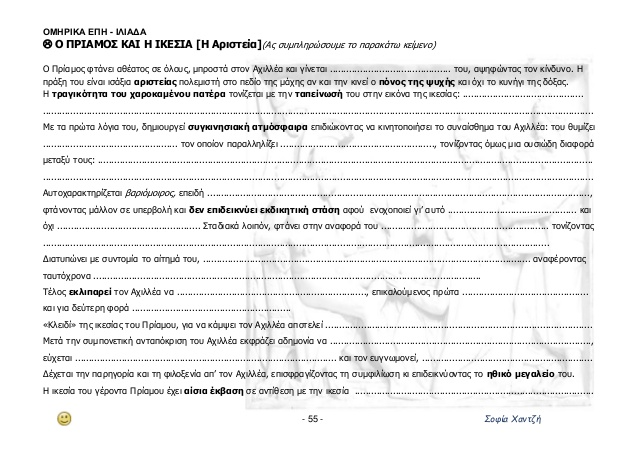 ΟΜΗΡΙΚΑ ΕΠΗ - ΙΛΙΑΔΑ
Ο ΠΡΙΑΜΟΣ ΚΑΙ Η ΙΚΕΣΙΑ [Η Αριστεία](Ας συμπληρώσουμε το παρακάτω κείμενο)
Ο Πρίαμος φτάνει αθέατος σε όλους, μπροστά στον Αχιλλέα και γίνεται ............................................ του, αψηφώντας τον κίνδυνο. Η
πράξη του είναι ισάξια αριστείας πολεμιστή στο πεδίο της μάχης αν και την κινεί ο πόνος της ψυχής και όχι το κυνήγι της δόξας.
Η τραγικότητα του χαροκαμένου πατέρα τονίζεται με την ταπείνωσή του στην εικόνα της ικεσίας: ............................................
................................................................................
Με τα πρώτα λόγια του, δημιουργεί συγκινησιακή ατμόσφαιρα επιδιώκοντας να κινητοποιήσει το συναίσθημα του Αχιλλέα: του θυμίζει
................................................. τον οποίον παραλληλίζει ........................................................, τονίζοντας όμως μια ουσιώδη διαφορά
μεταξύ τους: ................................................................................
................................................................................
Αυτοχαρακτηρίζεται βαριόμοιρος, επειδή ................................................................................,
φτάνοντας μάλλον σε υπερβολή και δεν επιδεικνύει εκδικητική στάση αφού ενοχοποιεί γι' αυτό ............................................... και
όχι .................................................... Σταδιακά λοιπόν, φτάνει στην αναφορά του ............................................................ τονίζοντας
................................................................................
Διατυπώνει με συντομία το αίτημά του, ................................................................................ αναφέροντας
ταυτόχρονα ................................................................................
Τέλος εκλιπαρεί τον Αχιλλέα να ...................................................................., επικαλούμενος πρώτα ..............................................
και για δεύτερη φορά ..........................................................
«Κλειδί» της ικεσίας του Πρίαμου, για να κάμψει τον Αχιλλέα αποτελεί ................................................................................
Μετά την συμπονετική ανταπόκριση του Αχιλλέα εκφράζει αδημονία να ................................................................................,
εύχεται ................................................................................ και τον ευγνωμονεί, ..............................................................
Δέχεται την παρηγορία και τη φιλοξενία απ' τον Αχιλλέα, επισφραγίζοντας τη συμφιλίωση κι επιδεικνύοντας το ηθικό μεγαλείο του.
Η ικεσία του γέροντα Πρίαμου έχει αίσια έκβαση σε αντίθεση με την ικεσία ................................................................................
- 55 -
Σοφία Χαντζή